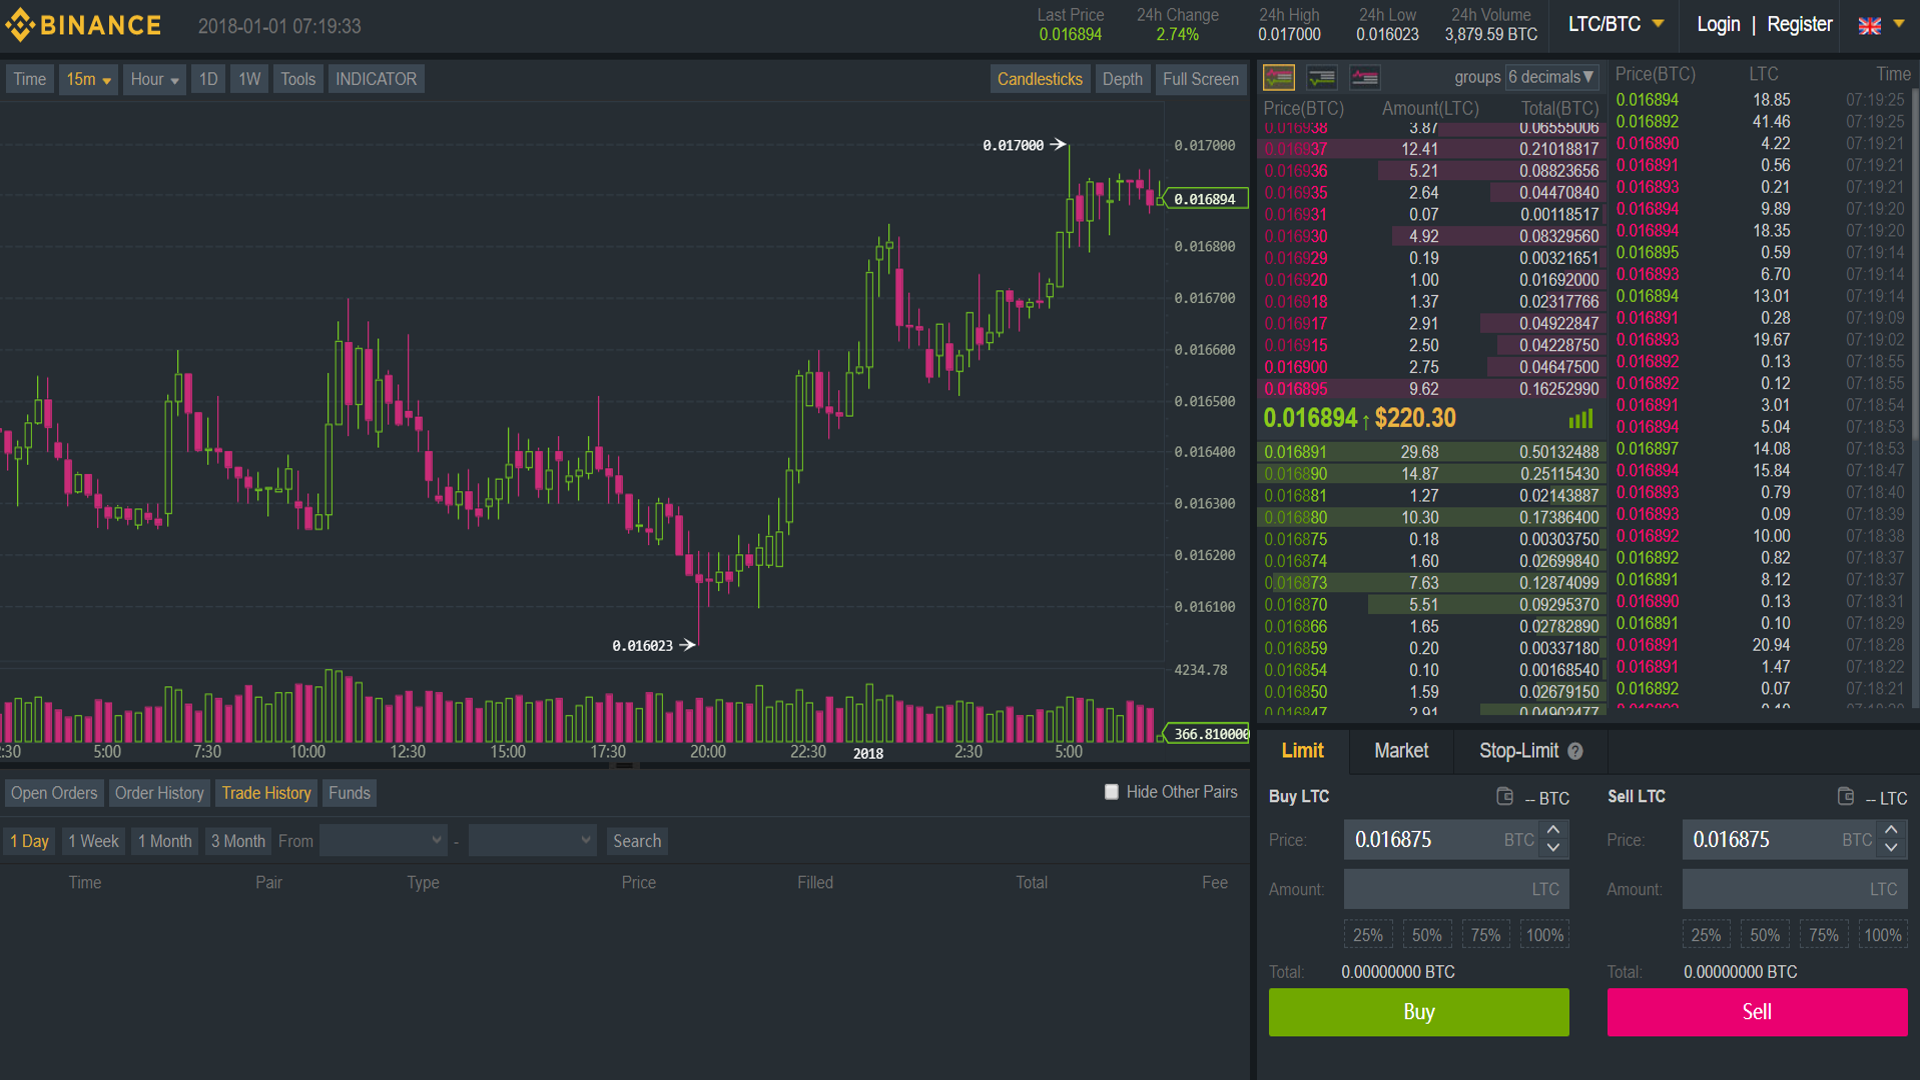 BINANCE 2018-01-01 07:19:33
Last Price 24h Change 24h High 24h Low 24h Volume LTC/BTC Login | Register
0.016894 2.74% 0.017000 0.016023 3,879.59 BTC
Time 15m Hour 1D 1W Tools INDICATOR Candlesticks Depth Full Screen
0.017000
0.016023
0.017000
0.016894
0.016800
0.016700
0.016600
0.016500
0.016400
0.016300
0.016200
0.016100
4234.78
366.810000
:30 5:00 7:30 10:00 12:30 15:00 17:30 20:00 22:30 2018 2:30 5:00
Open Orders Order History Trade History Funds Hide Other Pairs
1 Day 1 Week 1 Month 3 Month From - Search
Time Pair Type Price Filled Total Fee
groups 6 decimals
Price(BTC) Amount(LTC) Total(BTC)
0.016938 3.87 0.06555006
0.016937 12.41 0.21018817
0.016936 5.21 0.08823656
0.016935 2.64 0.04470840
0.016931 0.07 0.00118517
0.016930 4.92 0.08329560
0.016929 0.19 0.00321651
0.016920 1.00 0.01692000
0.016918 1.37 0.02317766
0.016917 2.91 0.04922847
0.016915 2.50 0.04228750
0.016900 2.75 0.04647500
0.016895 9.62 0.16252990
0.016894↑$220.30
0.016891 29.68 0.50132488
0.016890 14.87 0.25115430
0.016881 1.27 0.02143887
0.016880 10.30 0.17386400
0.016875 0.18 0.00303750
0.016874 1.60 0.02699840
0.016873 7.63 0.12874099
0.016870 5.51 0.09295370
0.016866 1.65 0.02782890
0.016859 0.20 0.00337180
0.016854 0.10 0.00168540
0.016850 1.59 0.02679150
0.016847 2.91 0.04902477
Price(BTC) LTC Time
0.016894 18.85 07:19:25
0.016892 41.46 07:19:25
0.016890 4.22 07:19:21
0.016891 0.56 07:19:21
0.016893 0.21 07:19:21
0.016894 9.89 07:19:20
0.016894 18.35 07:19:20
0.016895 0.59 07:19:14
0.016893 6.70 07:19:14
0.016894 13.01 07:19:14
0.016891 0.28 07:19:09
0.016893 19.67 07:19:02
0.016892 0.13 07:18:55
0.016892 0.12 07:18:55
0.016891 3.01 07:18:54
0.016894 5.04 07:18:53
0.016897 14.08 07:18:53
0.016894 15.84 07:18:47
0.016893 0.79 07:18:40
0.016893 0.09 07:18:39
0.016892 10.00 07:18:38
0.016892 0.82 07:18:37
0.016891 8.12 07:18:37
0.016890 0.13 07:18:31
0.016891 0.10 07:18:29
0.016891 20.94 07:18:28
0.016891 1.47 07:18:22
0.016892 0.07 07:18:21
Limit Market Stop-Limit ?
Buy LTC -- BTC
Price: 0.016875 BTC
Amount: LTC
25% 50% 75% 100%
Total: 0.00000000 BTC
Buy
Sell LTC -- LTC
Price: 0.016875 BTC
Amount: LTC
25% 50% 75% 100%
Total: 0.00000000 BTC
Sell